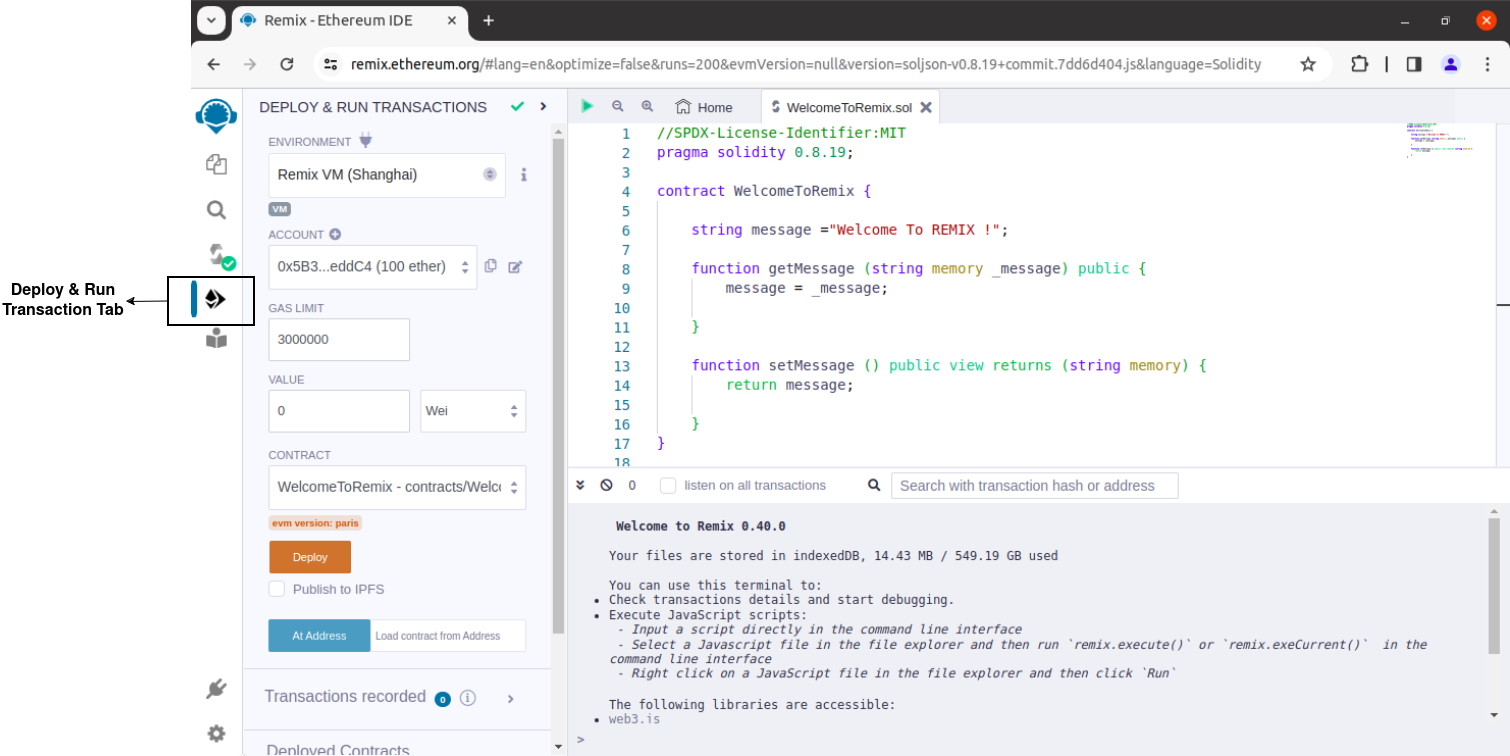 Remix - Ethereum IDE
remix.ethereum.org/#lang=en&optimize=false&runs=200&evmVersion=null&version=soljson-v0.8.19+commit.7dd6d404.js&language=Solidity
Deploy & Run
Transaction Tab
DEPLOY & RUN TRANSACTIONS
ENVIRONMENT
Remix VM (Shanghai)
VM
ACCOUNT
0x5B3...eddC4 (100 ether)
GAS LIMIT
3000000
VALUE
0 Wei
CONTRACT
WelcomeToRemix - contracts/Welc
evm version: paris
Deploy
Publish to IPFS
At Address Load contract from Address
Transactions recorded 0 i
Deployed Contracts
Home WelcomeToRemix.sol
1 //SPDX-License-Identifier:MIT
2 pragma solidity 0.8.19;
3
4 contract WelcomeToRemix {
5
6 string message ="Welcome To REMIX !";
7
8 function getMessage (string memory _message) public {
9 message = _message;
10
11 }
12
13 function setMessage () public view returns (string memory) {
14 return message;
15
16 }
17 }
18
0 listen on all transactions Search with transaction hash or address
Welcome to Remix 0.40.0
Your files are stored in indexedDB, 14.43 MB / 549.19 GB used
You can use this terminal to:
• Check transactions details and start debugging.
• Execute JavaScript scripts:
- Input a script directly in the command line interface
- Select a Javascript file in the file explorer and then run `remix.execute()` or `remix.exeCurrent()` in the
command line interface
- Right click on a JavaScript file in the file explorer and then click `Run`
The following libraries are accessible:
• web3.js
>